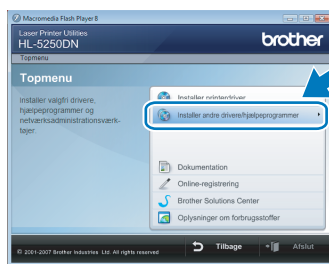 Macromedia Flash Player 8
Laser Printer Utilities
HL-5250DN
brother
Topmenu
Topmenu
Installer valgfri drivere,
hjælpeprogrammer og
netværksadministrationsværk-
tøjer.
Installer printerdriver
Installer andre drivere/hjælpeprogrammer
Dokumentation
Online-registrering
Brother Solutions Center
Oplysninger om forbrugsstoffer
© 2001-2007 Brother Industries Ltd. All rights reserved
Tilbage
Afslut